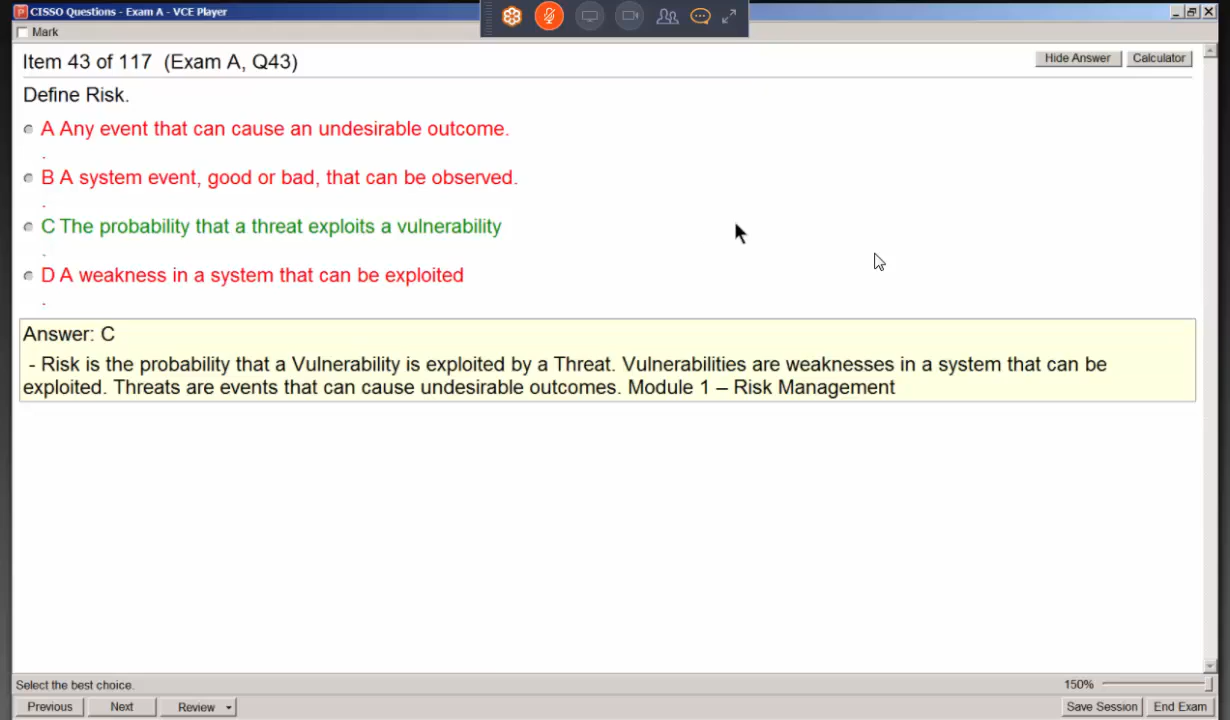 CISSO Questions - Exam A - VCE Player
Mark
Item 43 of 117 (Exam A, Q43)
Hide Answer
Calculator
Define Risk.
A Any event that can cause an undesirable outcome.
.
B A system event, good or bad, that can be observed.
.
C The probability that a threat exploits a vulnerability
.
D A weakness in a system that can be exploited
.
Answer: C
- Risk is the probability that a Vulnerability is exploited by a Threat. Vulnerabilities are weaknesses in a system that can be
exploited. Threats are events that can cause undesirable outcomes. Module 1 – Risk Management
Select the best choice.
150%
Previous
Next
Review
Save Session
End Exam